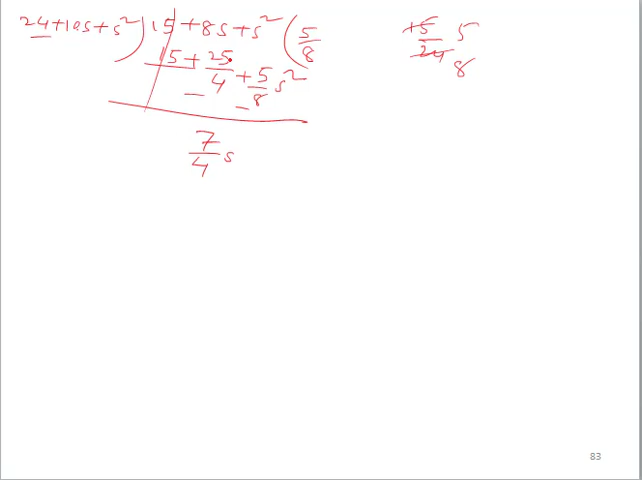 24+10s+s²)15+8s+s²(5/8
15+25/4+5/8 s²
− −
7/4 s
15/24 5/8
83